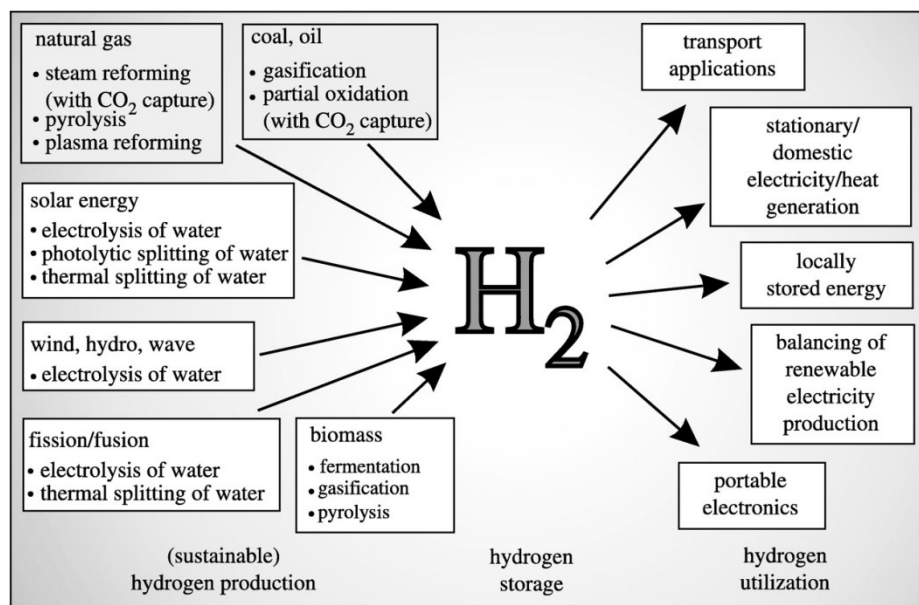 natural gas
• steam reforming
(with CO2 capture)
• pyrolysis
• plasma reforming
coal, oil
• gasification
• partial oxidation
(with CO2 capture)
solar energy
• electrolysis of water
• photolytic splitting of water
• thermal splitting of water
wind, hydro, wave
• electrolysis of water
fission/fusion
• electrolysis of water
• thermal splitting of water
biomass
• fermentation
• gasification
• pyrolysis
H2
transport
applications
stationary/
domestic
electricity/heat
generation
locally
stored energy
balancing of
renewable
electricity
production
portable
electronics
(sustainable)
hydrogen production
hydrogen
storage
hydrogen
utilization